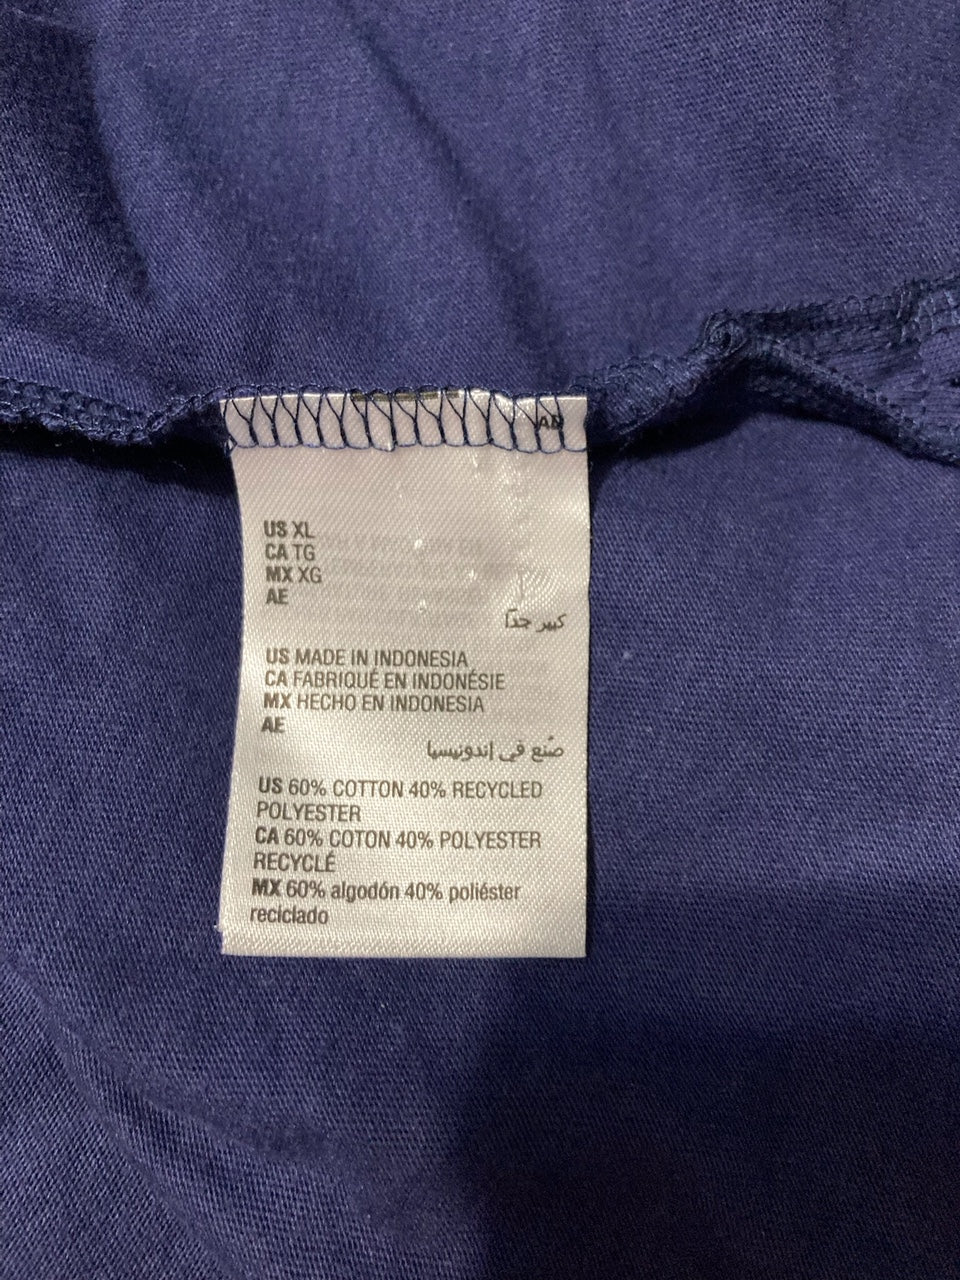 AD
US XL
CA TG
MX XG
AE
كبير جدًا
US MADE IN INDONESIA
CA FABRIQUÉ EN INDONÉSIE
MX HECHO EN INDONESIA
AE
صُنع في إندونيسيا
US 60% COTTON 40% RECYCLED
POLYESTER
CA 60% COTON 40% POLYESTER
RECYCLÉ
MX 60% algodón 40% poliéster
reciclado